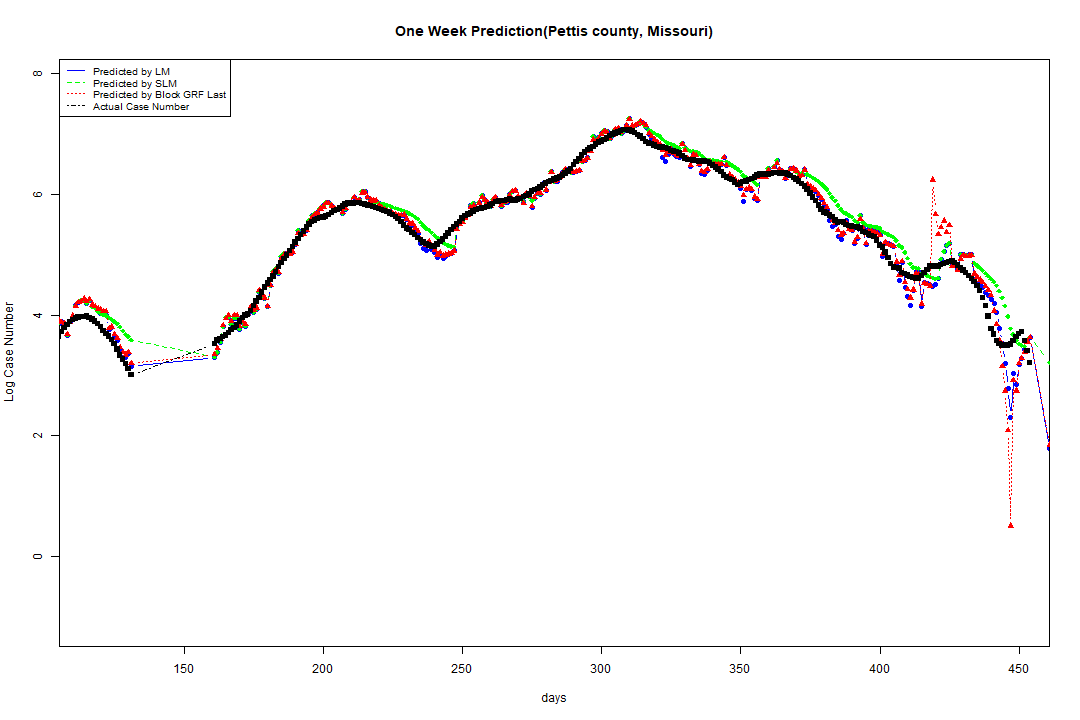 One Week Prediction(Pettis county, Missouri)
Predicted by LM
Predicted by SLM
Predicted by Block GRF Last
Actual Case Number
8
6
4
2
0
Log Case Number
150 200 250 300 350 400 450
days